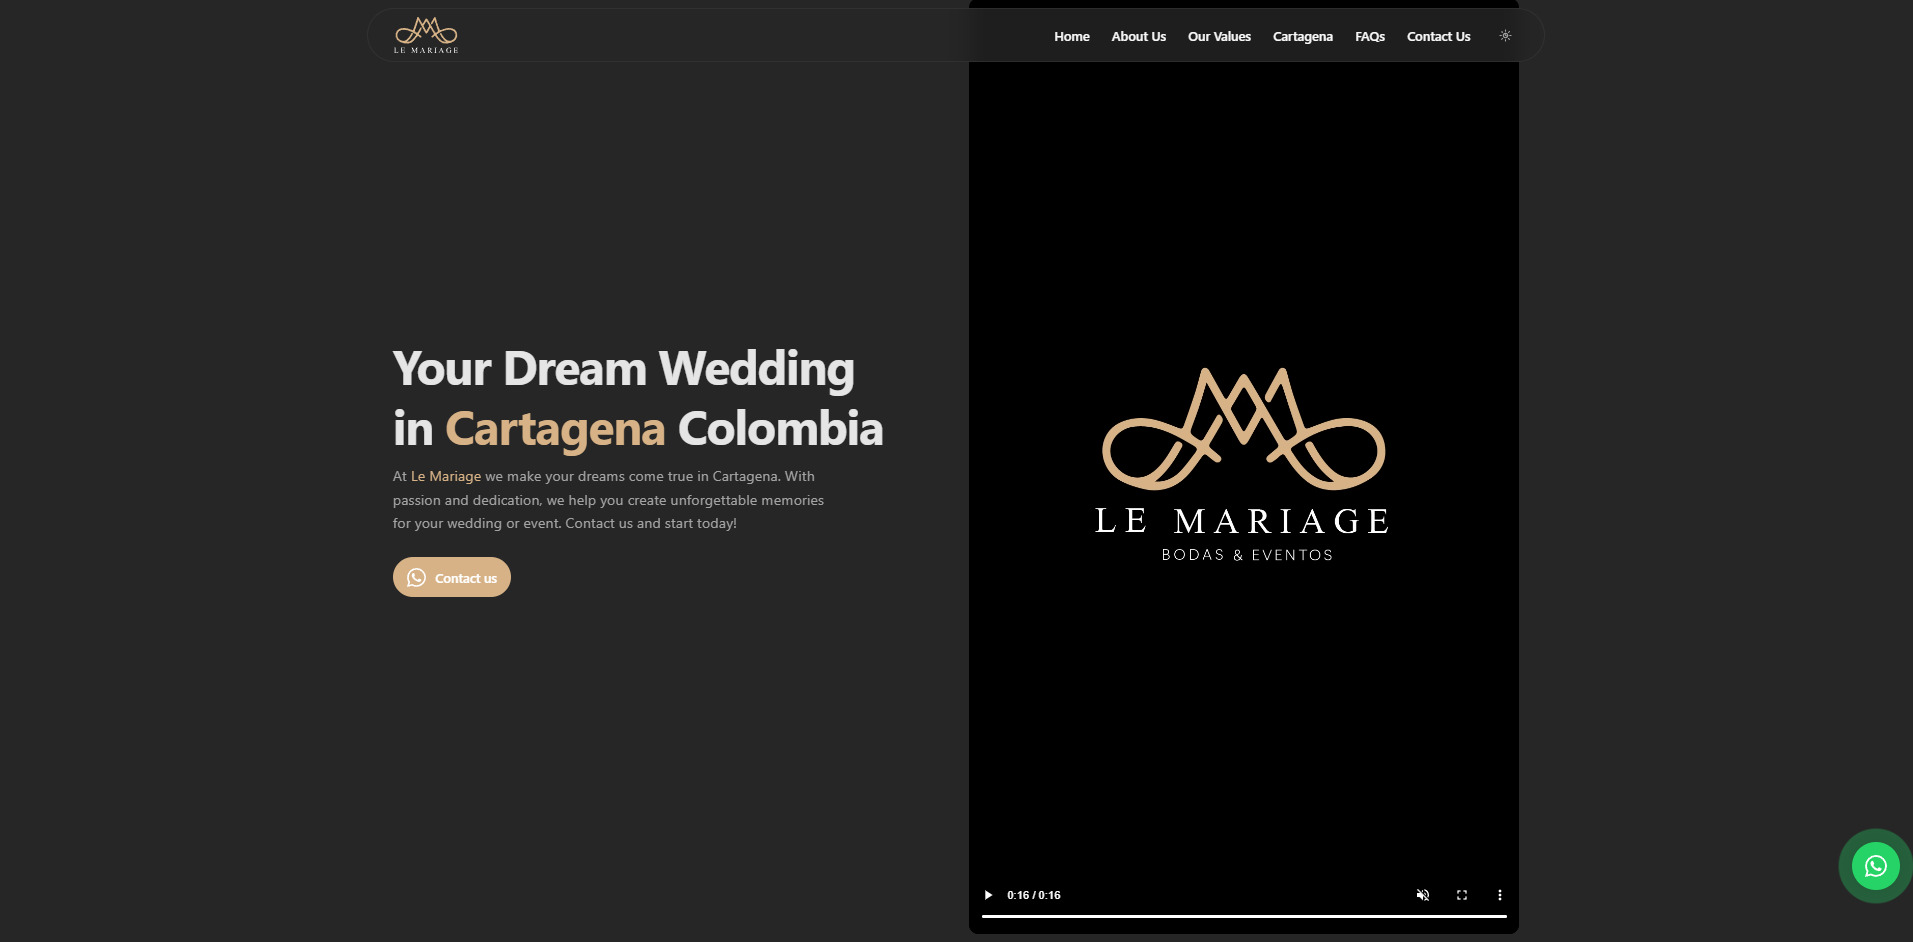 LE MARIAGE
Home
About Us
Our Values
Cartagena
FAQs
Contact Us
Your Dream Wedding
in Cartagena Colombia
At Le Mariage we make your dreams come true in Cartagena. With
passion and dedication, we help you create unforgettable memories
for your wedding or event. Contact us and start today!
Contact us
LE MARIAGE
BODAS & EVENTOS
0:16 / 0:16